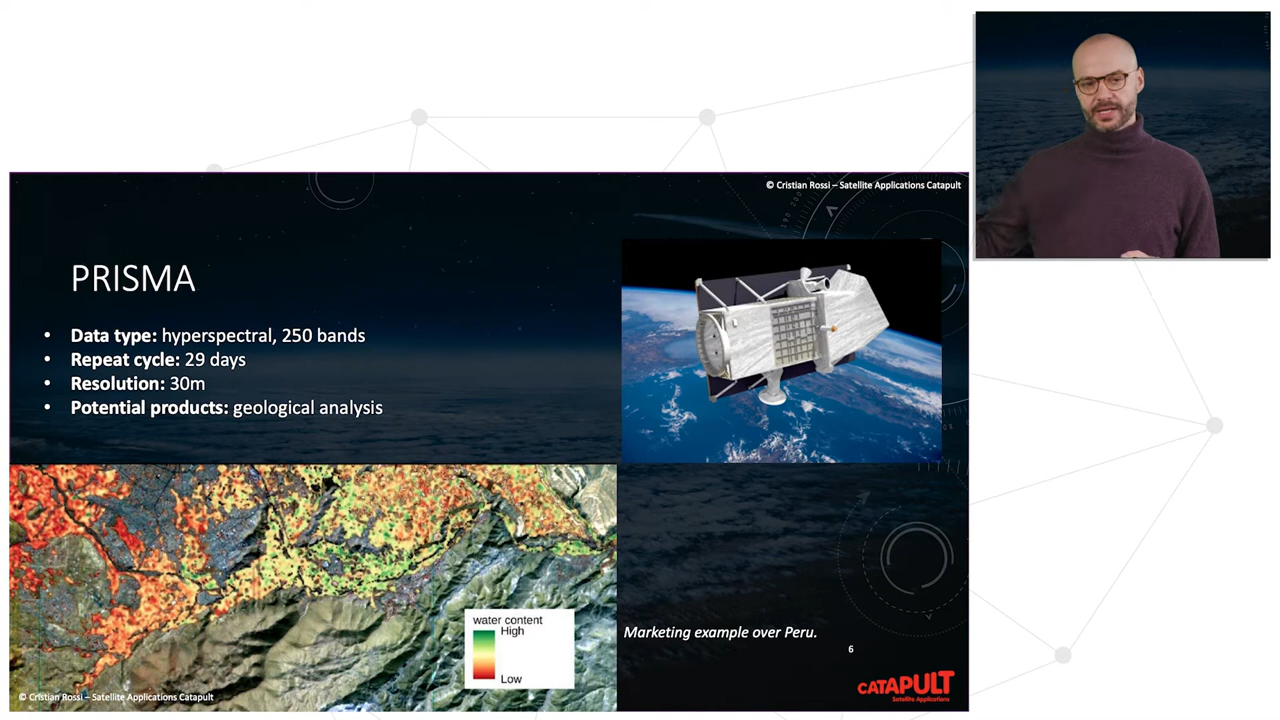 © Cristian Rossi – Satellite Applications Catapult
PRISMA
• Data type: hyperspectral, 250 bands
• Repeat cycle: 29 days
• Resolution: 30m
• Potential products: geological analysis
water content
High
Low
Marketing example over Peru.
6
© Cristian Rossi – Satellite Applications Catapult
CATAPULT
Satellite Applications